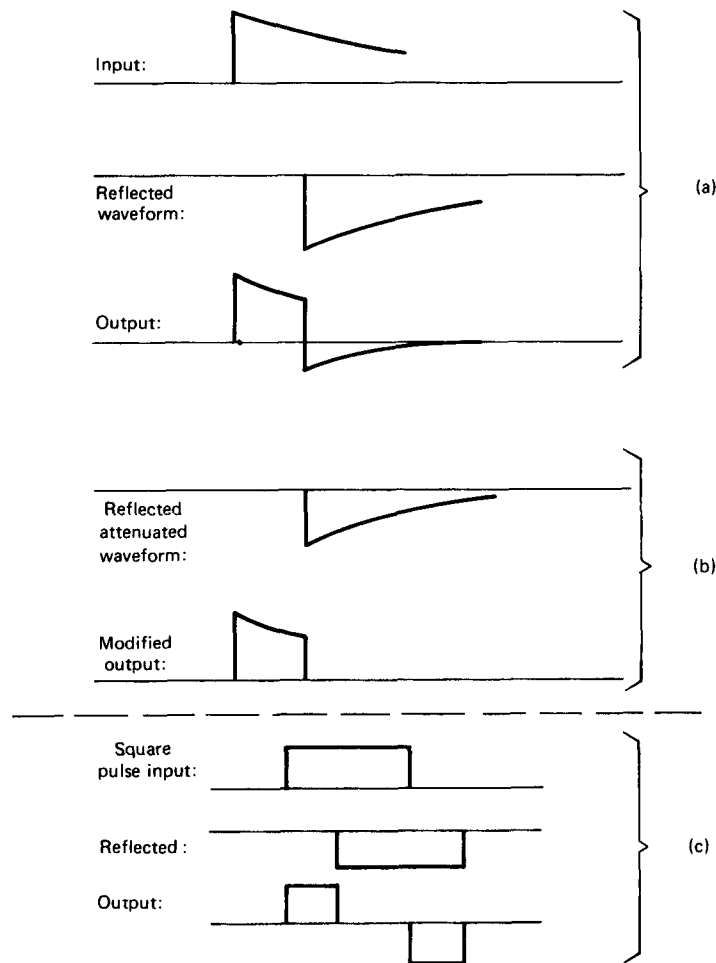 Input:
Reflected
waveform:
(a)
Output:
Reflected
attenuated
waveform:
(b)
Modified
output:
Square
pulse input:
Reflected :
(c)
Output: